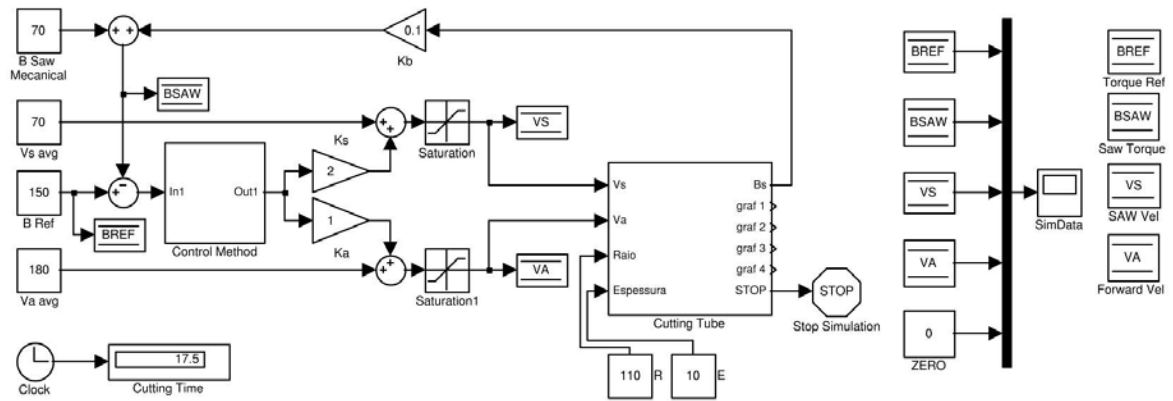 70
B Saw
Mecanical
+ +
0.1
Kb
BSAW
70
Vs avg
Ks
2
+
+
Saturation
VS
150
B Ref
+ -
BREF
In1
Out1
Control Method
1
Ka
180
Va avg
+ +
Saturation1
VA
Vs
Va
Raio
Espessura
Bs
graf 1
graf 2
graf 3
graf 4
STOP
Cutting Tube
STOP
Stop Simulation
110
R
10
E
Clock
17.5
Cutting Time
BREF
BSAW
VS
VA
0
ZERO
SimData
BREF
Torque Ref
BSAW
Saw Torque
VS
SAW Vel
VA
Forward Vel